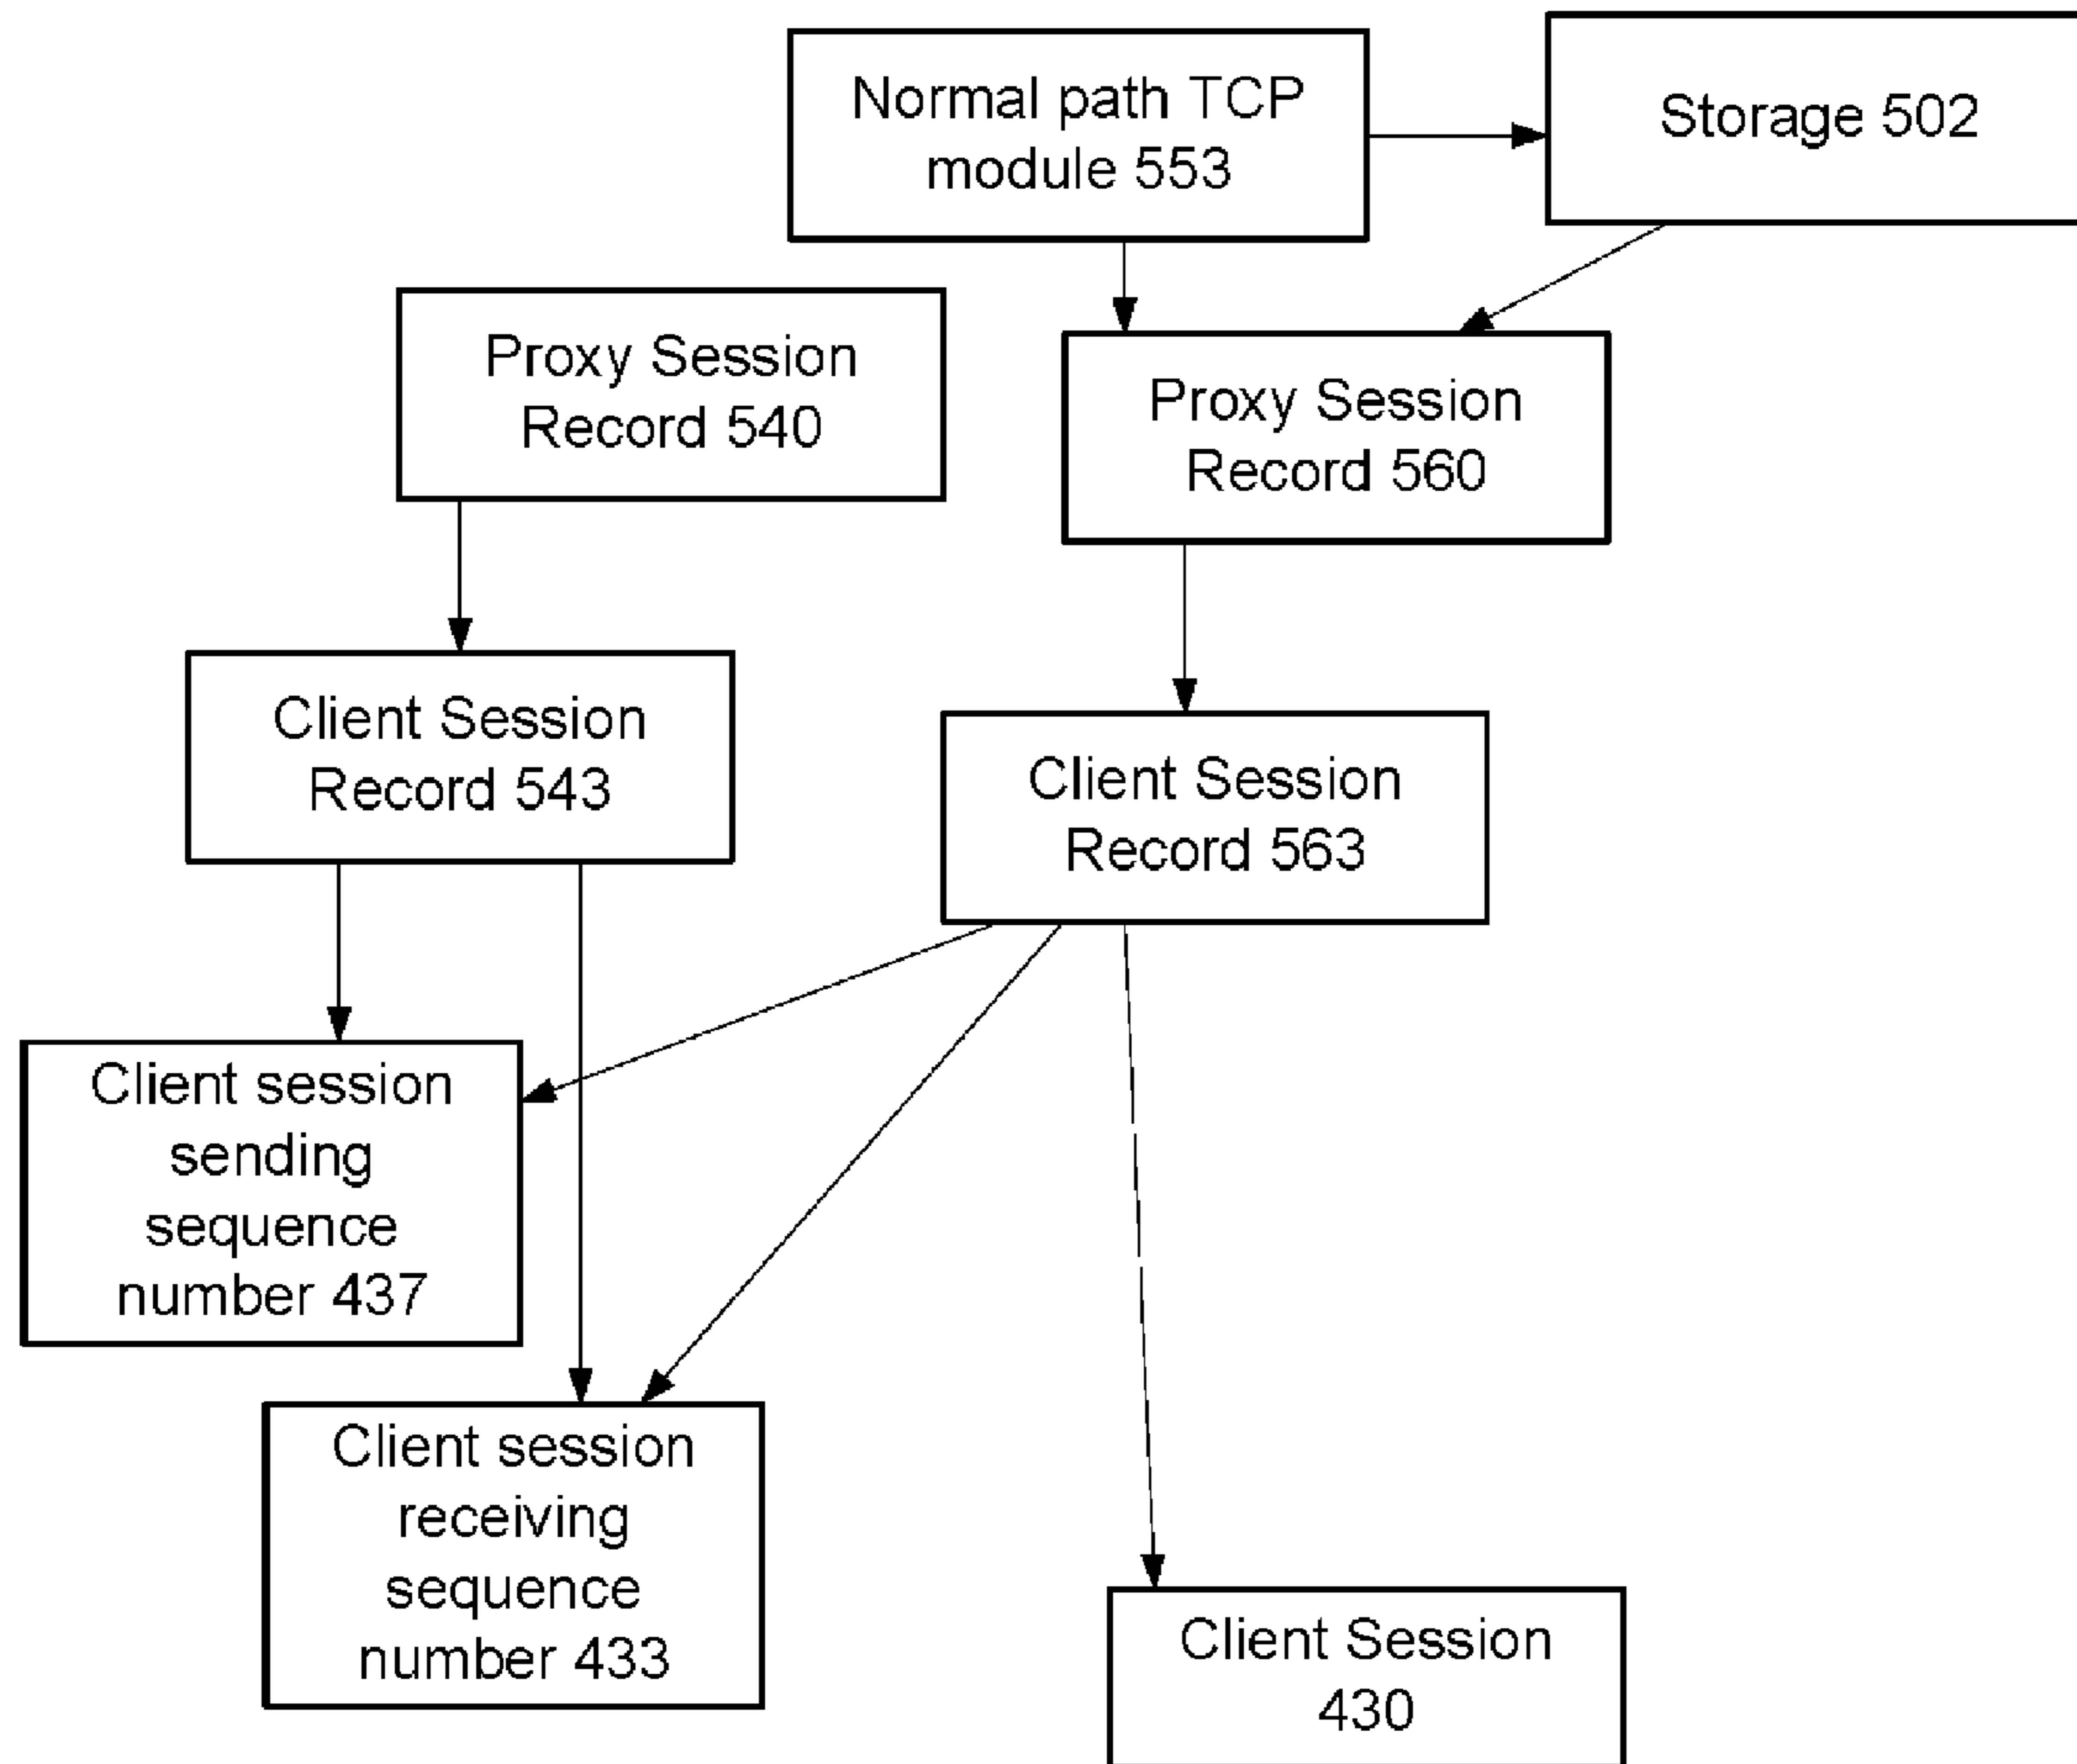 Normal path TCP
module 553
Storage 502
Proxy Session
Record 540
Proxy Session
Record 560
Client Session
Record 543
Client Session
Record 563
Client session
sending
sequence
number 437
Client session
receiving
sequence
number 433
Client Session
430